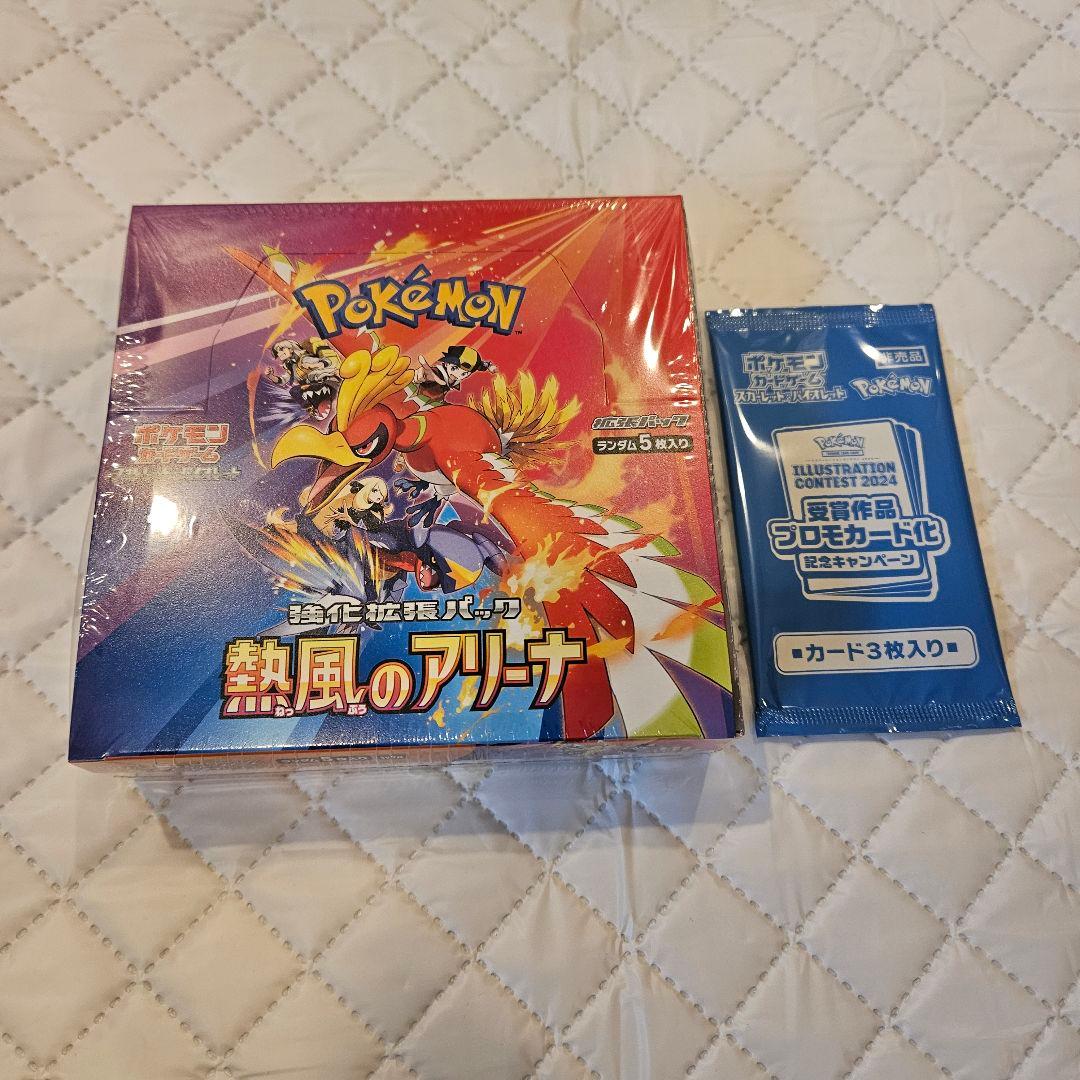 POKéMON
™
ポケモン
カードゲーム
拡張パック
ランダム5枚入り
強化拡張パック
熱風のアリーナ
ねっ ぷう
ポケモン
カードゲーム
スカーレット&バイオレット
非売品
POKéMON
POKéMON
ILLUSTRATION
CONTEST 2024
受賞作品
プロモカード化
記念キャンペーン
■カード3枚入り■